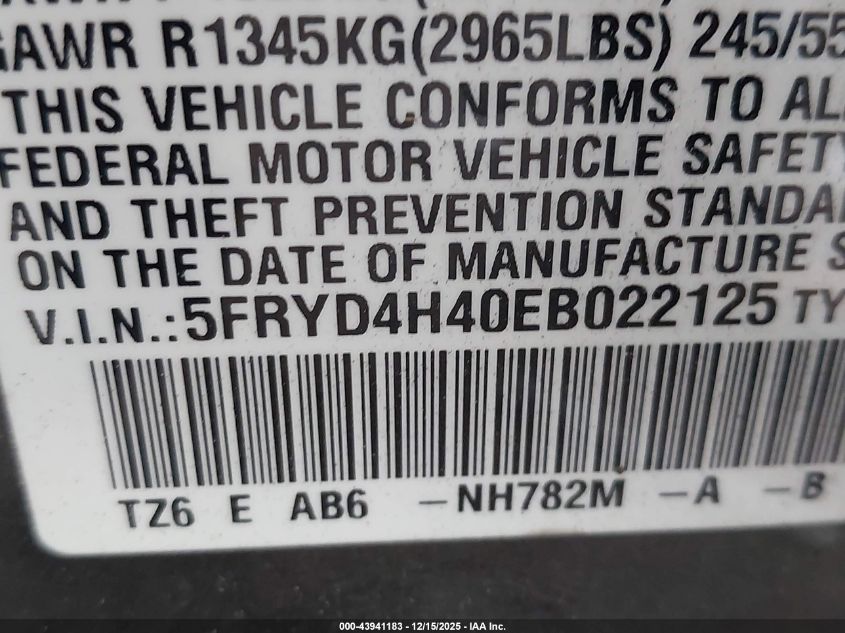 GAWR R1345KG(2965LBS) 245/55
THIS VEHICLE CONFORMS TO AL
FEDERAL MOTOR VEHICLE SAFETY
AND THEFT PREVENTION STANDA
ON THE DATE OF MANUFACTURE S
V.I.N.:5FRYD4H40EB022125 TY
TZ6 E AB6 -NH782M -A -B
000-43941183 - 12/15/2025 - IAA Inc.